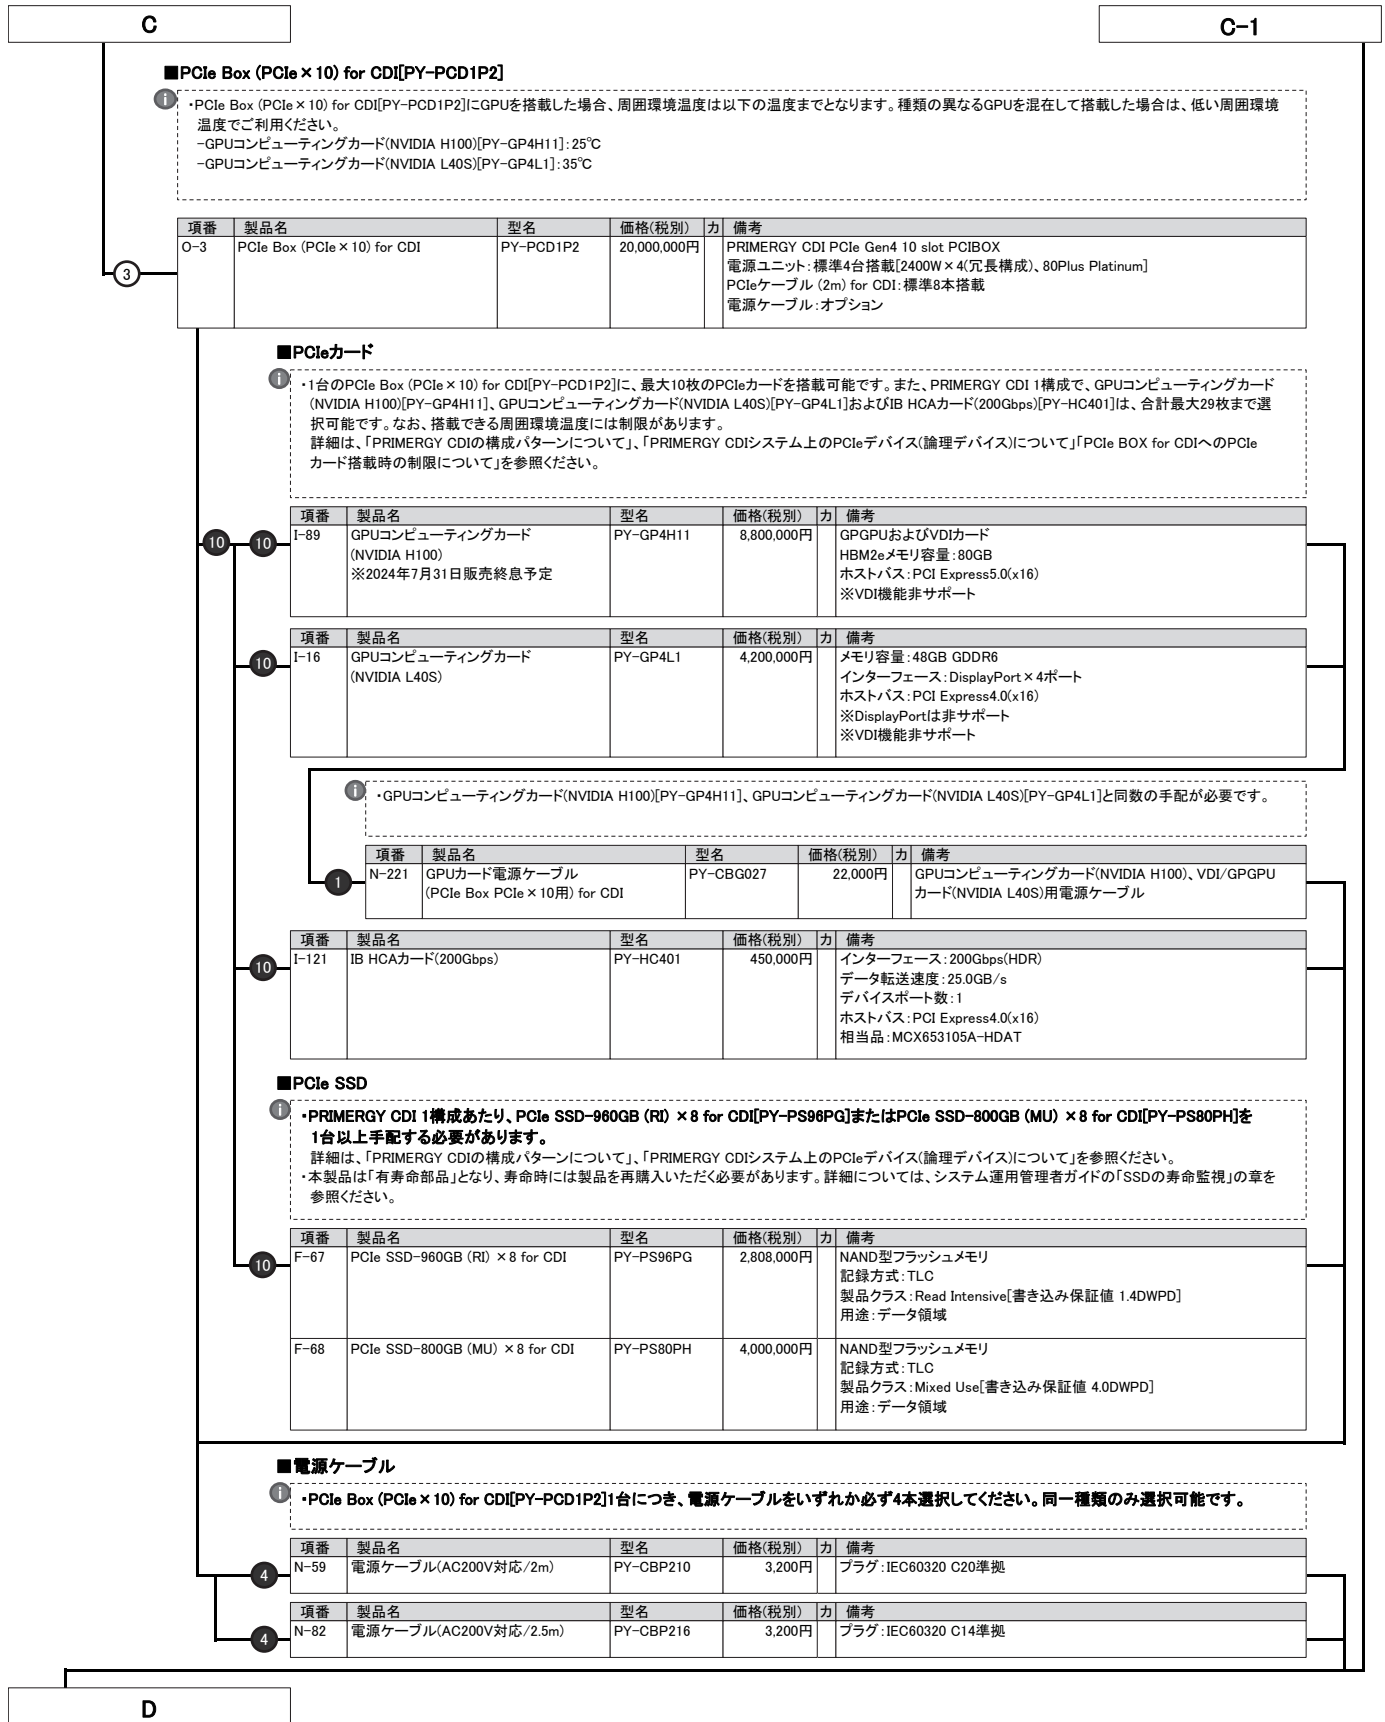 C
C-1
■PCIe Box (PCIe×10) for CDI[PY-PCD1P2]
・PCIe Box (PCIe×10) for CDI[PY-PCD1P2]にGPUを搭載した場合、周囲環境温度は以下の温度までとなります。種類の異なるGPUを混在して搭載した場合は、低い周囲環境
温度でご利用ください。
-GPUコンピューティングカード(NVIDIA H100)[PY-GP4H11]:25℃
-GPUコンピューティングカード(NVIDIA L40S)[PY-GP4L1]:35℃
項番 製品名 型名 価格(税別) カ 備考
O-3 PCIe Box (PCIe×10) for CDI PY-PCD1P2 20,000,000円 PRIMERGY CDI PCIe Gen4 10 slot PCIBOX
電源ユニット:標準4台搭載[2400W×4(冗長構成)、80Plus Platinum]
3
PCIeケーブル (2m) for CDI:標準8本搭載
電源ケーブル:オプション
■PCIeカード
・1台のPCIe Box (PCIe×10) for CDI[PY-PCD1P2]に、最大10枚のPCIeカードを搭載可能です。また、PRIMERGY CDI 1構成で、GPUコンピューティングカード
(NVIDIA H100)[PY-GP4H11]、GPUコンピューティングカード(NVIDIA L40S)[PY-GP4L1]およびIB HCAカード(200Gbps)[PY-HC401]は、合計最大29枚まで選
択可能です。なお、搭載できる周囲環境温度には制限があります。
詳細は、「PRIMERGY CDIの構成パターンについて」、「PRIMERGY CDIシステム上のPCIeデバイス(論理デバイス)について」「PCIe BOX for CDIへのPCIe
カード搭載時の制限について」を参照ください。
項番 製品名 型名 価格(税別) カ 備考
10 10 I-89 GPUコンピューティングカード PY-GP4H11 8,800,000円 GPGPUおよびVDIカード
(NVIDIA H100) HBM2eメモリ容量:80GB
※2024年7月31日販売終息予定 ホストバス:PCI Express5.0(x16)
※VDI機能非サポート
項番 製品名 型名 価格(税別) カ 備考
10 I-16 GPUコンピューティングカード PY-GP4L1 4,200,000円 メモリ容量:48GB GDDR6
(NVIDIA L40S) インターフェース:DisplayPort×4ポート
ホストバス:PCI Express4.0(x16)
※DisplayPortは非サポート
※VDI機能非サポート
・GPUコンピューティングカード(NVIDIA H100)[PY-GP4H11]、GPUコンピューティングカード(NVIDIA L40S)[PY-GP4L1]と同数の手配が必要です。
項番 製品名 型名 価格(税別) カ 備考
1 N-221 GPUカード電源ケーブル PY-CBG027 22,000円 GPUコンピューティングカード(NVIDIA H100)、VDI/GPGPU
(PCIe Box PCIe×10用) for CDI カード(NVIDIA L40S)用電源ケーブル
項番 製品名 型名 価格(税別) カ 備考
10 I-121 IB HCAカード(200Gbps) PY-HC401 450,000円 インターフェース:200Gbps(HDR)
データ転送速度:25.0GB/s
デバイスポート数:1
ホストバス:PCI Express4.0(x16)
相当品:MCX653105A-HDAT
■PCIe SSD
・PRIMERGY CDI 1構成あたり、PCIe SSD-960GB (RI) ×8 for CDI[PY-PS96PG]またはPCIe SSD-800GB (MU) ×8 for CDI[PY-PS80PH]を
1台以上手配する必要があります。
詳細は、「PRIMERGY CDIの構成パターンについて」、「PRIMERGY CDIシステム上のPCIeデバイス(論理デバイス)について」を参照ください。
・本製品は「有寿命部品」となり、寿命時には製品を再購入いただく必要があります。詳細については、システム運用管理者ガイドの「SSDの寿命監視」の章を
参照ください。
項番 製品名 型名 価格(税別) カ 備考
10 F-67 PCIe SSD-960GB (RI) ×8 for CDI PY-PS96PG 2,808,000円 NAND型フラッシュメモリ
記録方式:TLC
製品クラス:Read Intensive[書き込み保証値 1.4DWPD]
用途:データ領域
F-68 PCIe SSD-800GB (MU) ×8 for CDI PY-PS80PH 4,000,000円 NAND型フラッシュメモリ
記録方式:TLC
製品クラス:Mixed Use[書き込み保証値 4.0DWPD]
用途:データ領域
■電源ケーブル
・PCIe Box (PCIe×10) for CDI[PY-PCD1P2]1台につき、電源ケーブルをいずれか必ず4本選択してください。同一種類のみ選択可能です。
項番 製品名 型名 価格(税別) カ 備考
4 N-59 電源ケーブル(AC200V対応/2m) PY-CBP210 3,200円 プラグ:IEC60320 C20準拠
項番 製品名 型名 価格(税別) カ 備考
4 N-82 電源ケーブル(AC200V対応/2.5m) PY-CBP216 3,200円 プラグ:IEC60320 C14準拠
D